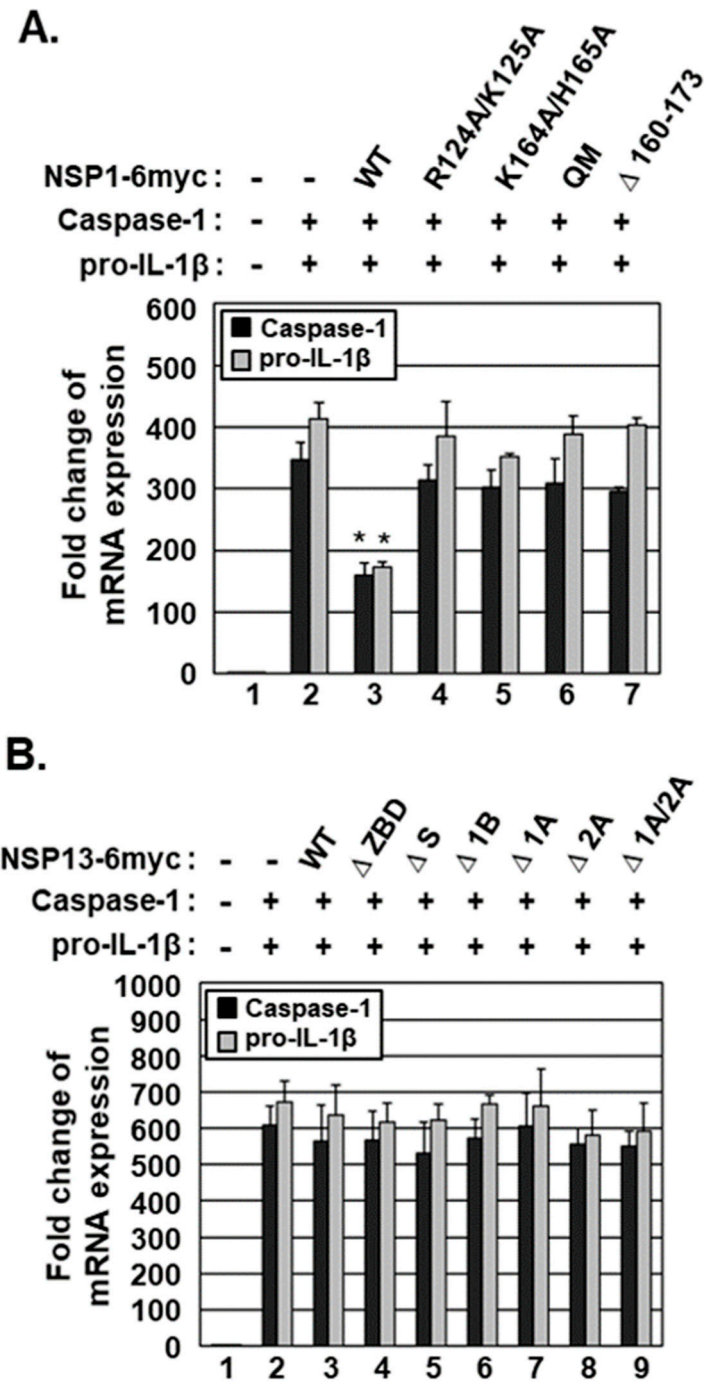 A.
NSP1-6myc: - - WT R124A/K125A K164A/H165A QM Δ 160-173
Caspase-1: - + + + + + +
pro-IL-1β: - + + + + + +
600
500
400
300
200
100
0
Fold change of
mRNA expression
Caspase-1
pro-IL-1β
* *
1 2 3 4 5 6 7
B.
NSP13-6myc: - - WT Δ ZBD Δ S Δ 1B Δ 1A Δ 2A Δ 1A/2A
Caspase-1: - + + + + + + + +
pro-IL-1β: - + + + + + + + +
1000
900
800
700
600
500
400
300
200
100
0
Fold change of
mRNA expression
Caspase-1
pro-IL-1β
1 2 3 4 5 6 7 8 9